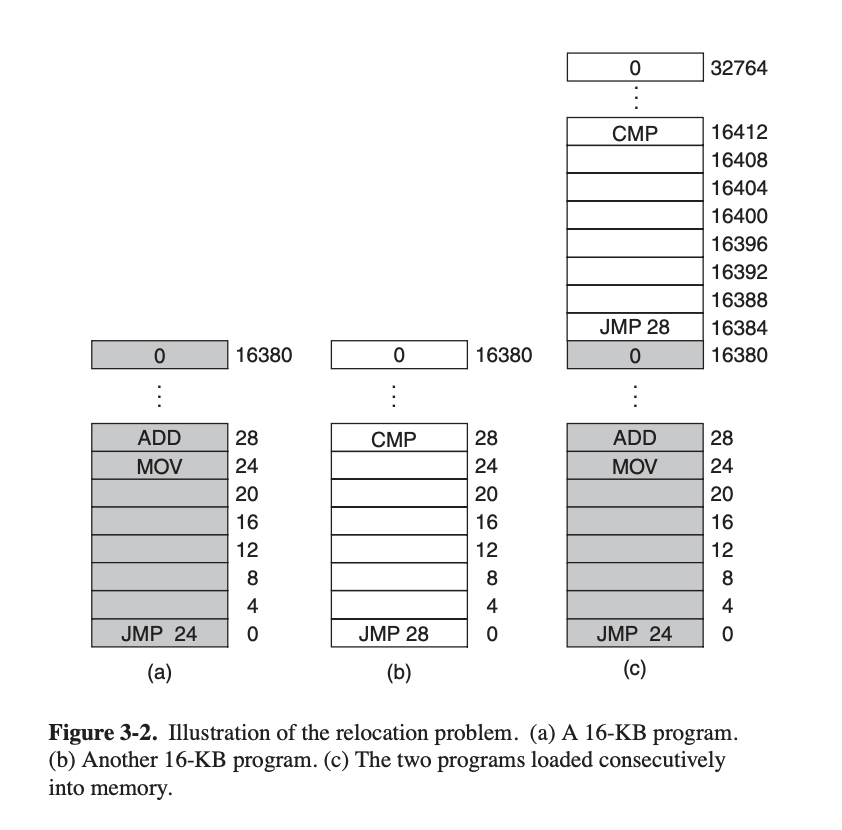 0 32764
CMP 16412
16408
16404
16400
16396
16392
16388
JMP 28 16384
0 16380
0 16380
0 16380
ADD 28
MOV 24
20
16
12
8
4
JMP 24 0
(a)
CMP 28
24
20
16
12
8
4
JMP 28 0
(b)
ADD 28
MOV 24
20
16
12
8
4
JMP 24 0
(c)
Figure 3-2. Illustration of the relocation problem. (a) A 16-KB program.
(b) Another 16-KB program. (c) The two programs loaded consecutively
into memory.